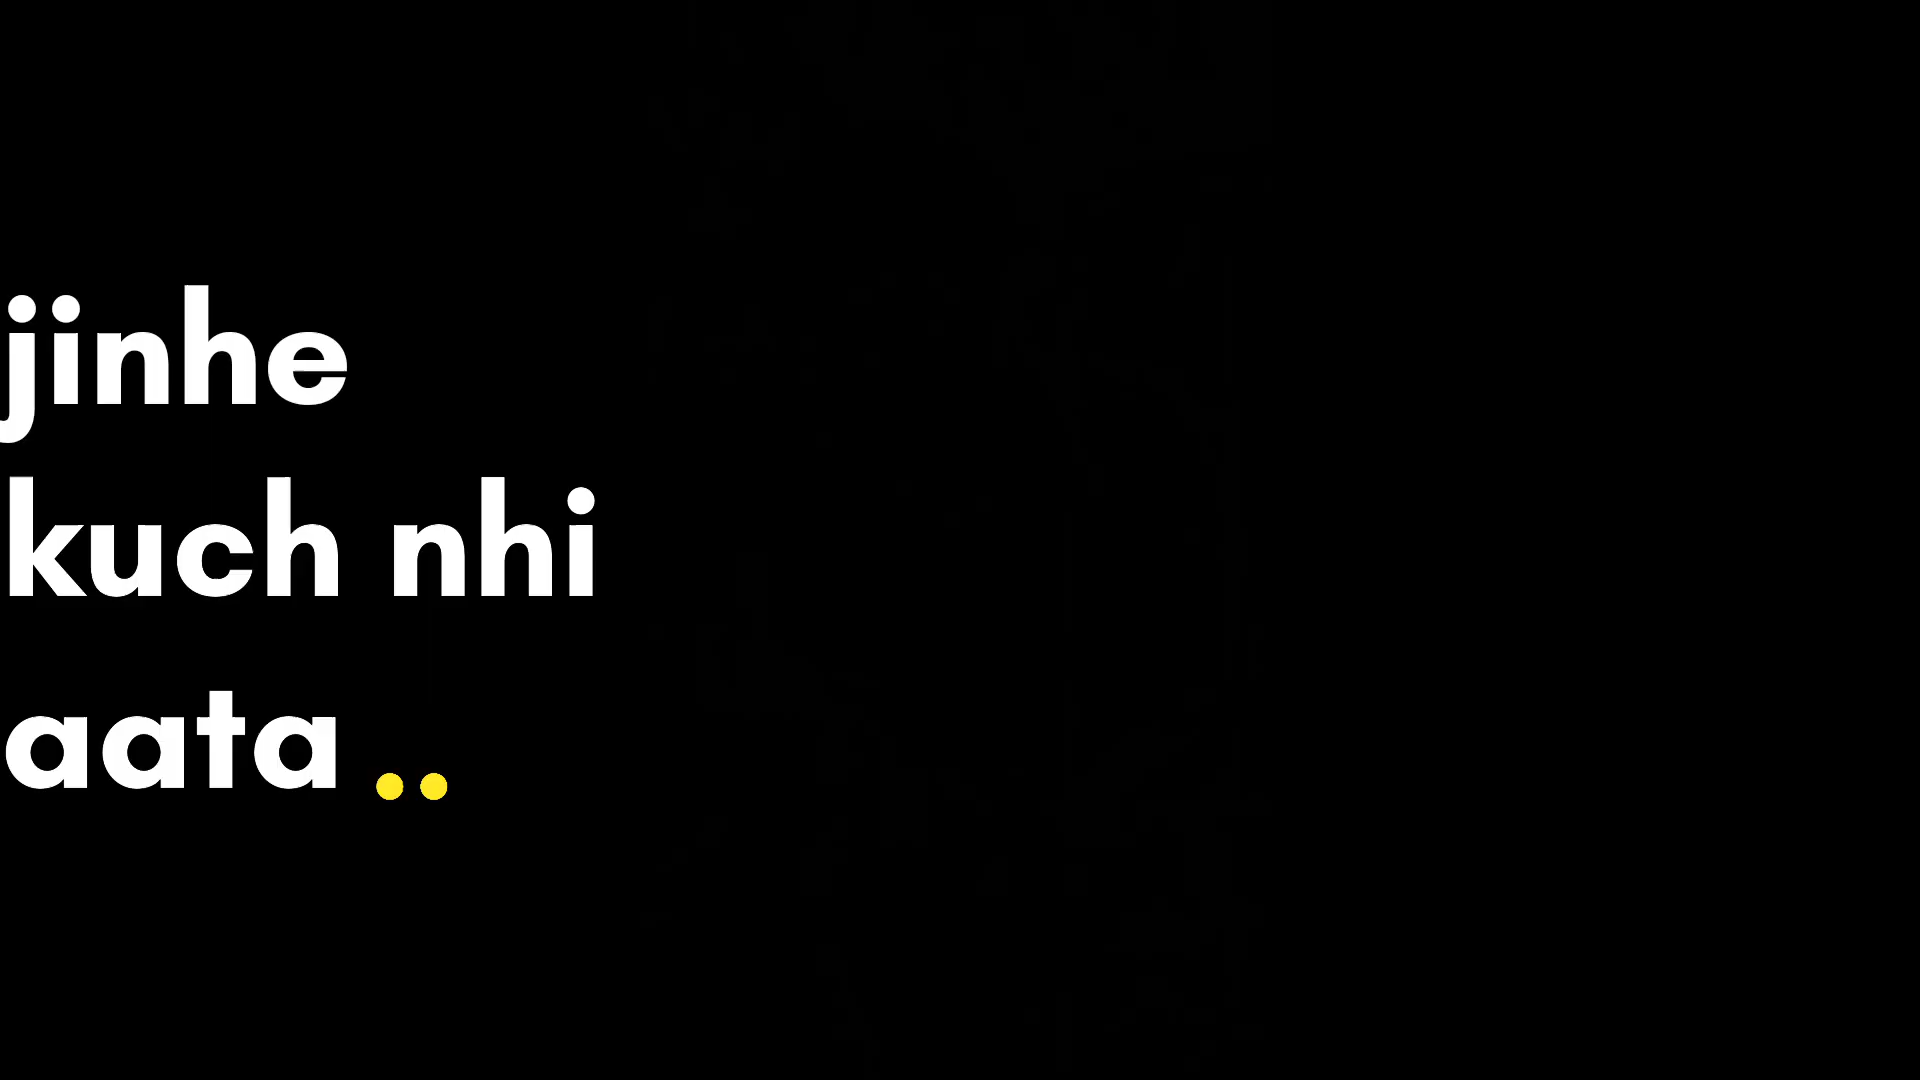 jinhe
kuch nhi
aata ..